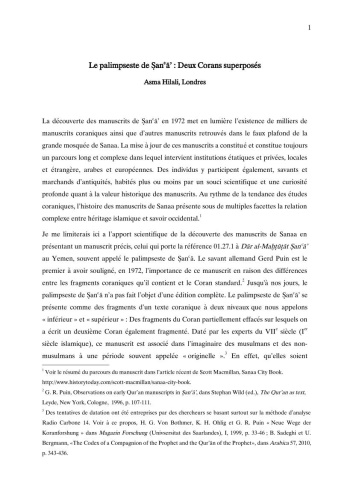 1
Le palimpseste de Ṣan‘ā’ : Deux Corans superposés
Asma Hilali, Londres
La découverte des manuscrits de Ṣan‘ā’ en 1972 met en lumière l’existence de milliers de
manuscrits coraniques ainsi que d’autres manuscrits retrouvés dans le faux plafond de la
grande mosquée de Sanaa. La mise à jour de ces manuscrits a constitué et constitue toujours
un parcours long et complexe dans lequel intervient institutions étatiques et privées, locales
et étrangère, arabes et européennes. Des individus y participent également, savants et
marchands d’antiquités, habités plus ou moins par un souci scientifique et une curiosité
profonde quant à la valeur historique des manuscrits. Au rythme de la tendance des études
coraniques, l’histoire des manuscrits de Sanaa présente sous de multiples facettes la relation
complexe entre héritage islamique et savoir occidental.1
Je me limiterais ici a l’apport scientifique de la découverte des manuscrits de Sanaa en
présentant un manuscrit précis, celui qui porte la référence 01.27.1 à Dār al-Maḫṭūṭāt Ṣan‘ā’
au Yemen, souvent appelé le palimpseste de Ṣan‘ā. Le savant allemand Gerd Puin est le
premier à avoir souligné, en 1972, l’importance de ce manuscrit en raison des différences
entre les fragments coraniques qu’il contient et le Coran standard.2 Jusqu’à nos jours, le
palimpseste de Ṣan‘ā n’a pas fait l’objet d’une édition complète. Le palimpseste de Ṣan‘ā’ se
présente comme des fragments d’un texte coranique à deux niveaux que nous appelons
« inférieur » et « supérieur » : Des fragments du Coran partiellement effacés sur lesquels on
a écrit un deuxième Coran également fragmenté. Daté par les experts du VIIe siècle (Ier
siècle islamique), ce manuscrit est associé dans l’imaginaire des musulmans et des non-
musulmans à une période souvent appelée « originelle ».3 En effet, qu’elles soient
1 Voir le résumé du parcours du manuscrit dans l’article récent de Scott Macmillan, Sanaa City Book,
http://www.historytoday.com/scott-macmillan/sanaa-city-book.
2 G. R. Puin, Observations on early Qur’an manuscripts in Ṣan‘ā’, dans Stephan Wild (ed.), The Qur’an as text,
Leyde, New York, Cologne, 1996, p. 107-111.
3 Des tentatives de datation ont été entreprises par des chercheurs se basant surtout sur la méthode d’analyse
Radio Carbone 14. Voir à ce propos, H. G. Von Bothmer, K. H. Ohlig et G. R. Puin « Neue Wege der
Koranforschung » dans Magazin Forschung (Universitat des Saarlandes), I, 1999, p. 33-46 ; B. Sadeghi et U.
Bergmann, «The Codex of a Companion of the Prophet and the Qur’ān of the Prophet», dans Arabica 57, 2010,
p. 343-436.